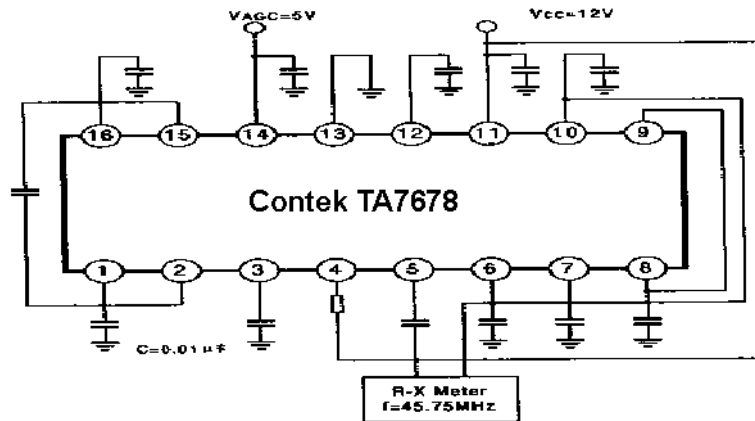 VAGC=5V
VCC=12V
16 15 14 13 12 11 10 9
Contek TA7678
1 2 3 4 5 6 7 8
C=0.01μF
R-X Meter
f=45.75MHz